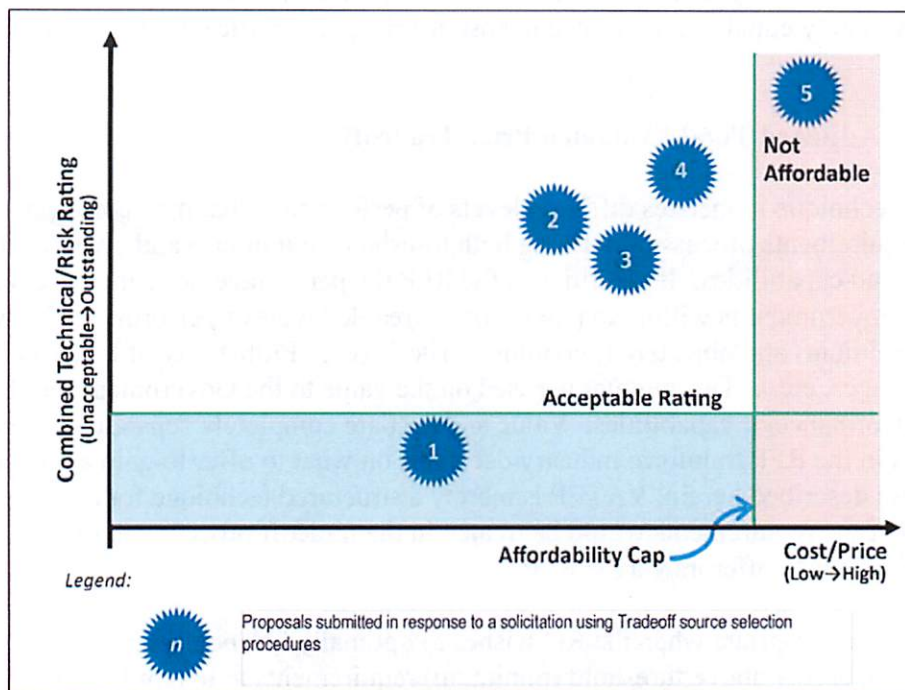 5
Not
Affordable
4
2
3
Combined Technical/Risk Rating
(Unacceptable→Outstanding)
Acceptable Rating
1
Affordability Cap
Cost/Price
(Low→High)
Legend:
n
Proposals submitted in response to a solicitation using Tradeoff source selection
procedures